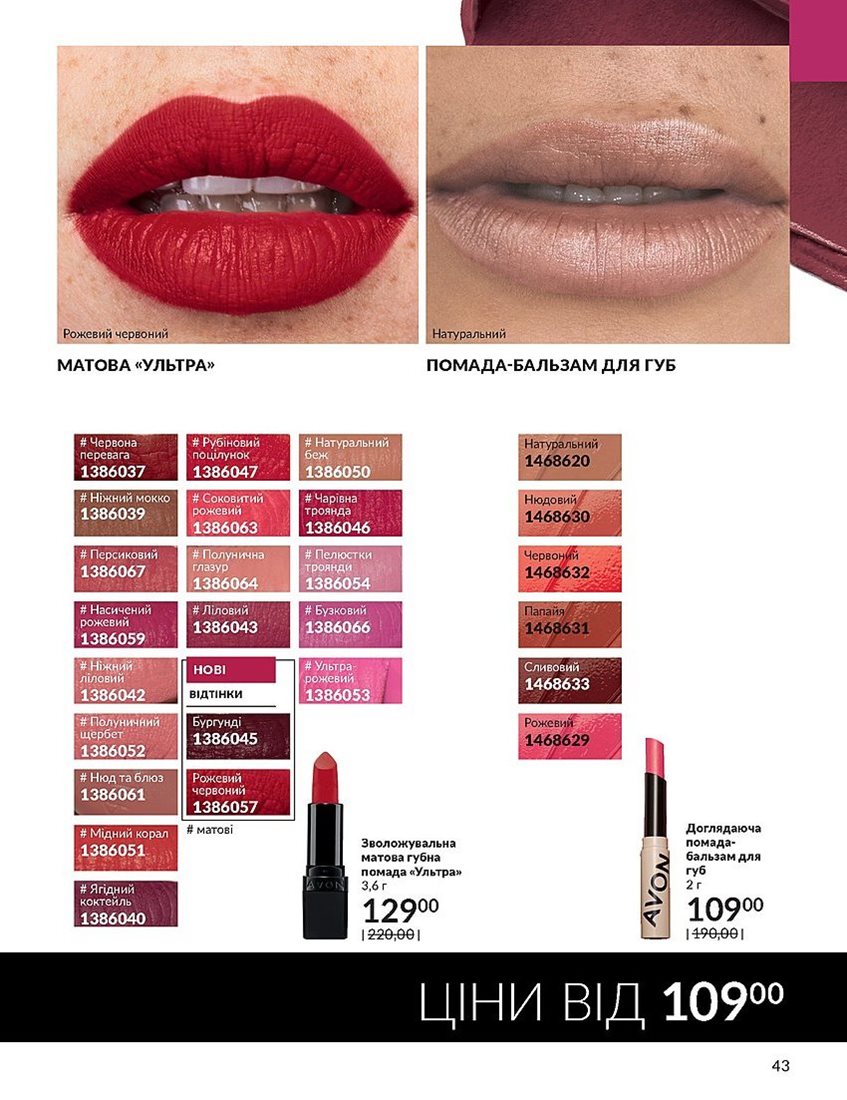 Рожевий червоний
Натуральний
МАТОВА «УЛЬТРА»
ПОМАДА-БАЛЬЗАМ ДЛЯ ГУБ
# Червона
перевага
1386037
# Рубіновий
поцілунок
1386047
# Натуральний
беж
1386050
# Ніжний мокко
1386039
# Соковитий
рожевий
1386063
# Чарівна
троянда
1386046
# Персиковий
1386067
# Полунична
глазур
1386064
# Пелюстки
троянди
1386054
# Насичений
рожевий
1386059
# Ліловий
1386043
# Бузковий
1386066
# Ніжний
ліловий
1386042
НОВІ
ВІДТІНКИ
# Ультра-
рожевий
1386053
# Полуничний
щербет
1386052
Бургунді
1386045
# Нюд та блюз
1386061
Рожевий
червоний
1386057
# Мідний корал
1386051
# матові
# Ягідний
коктейль
1386040
Натуральний
1468620
Нюдовий
1468630
Червоний
1468632
Папайя
1468631
Сливовий
1468633
Рожевий
1468629
AVON
Зволожувальна
матова губна
помада «Ультра»
3,6 г
12900
| 220,00 |
AVON
Доглядаюча
помада-
бальзам для
губ
2 г
10900
| 190,00 |
ЦІНИ ВІД 10900
43